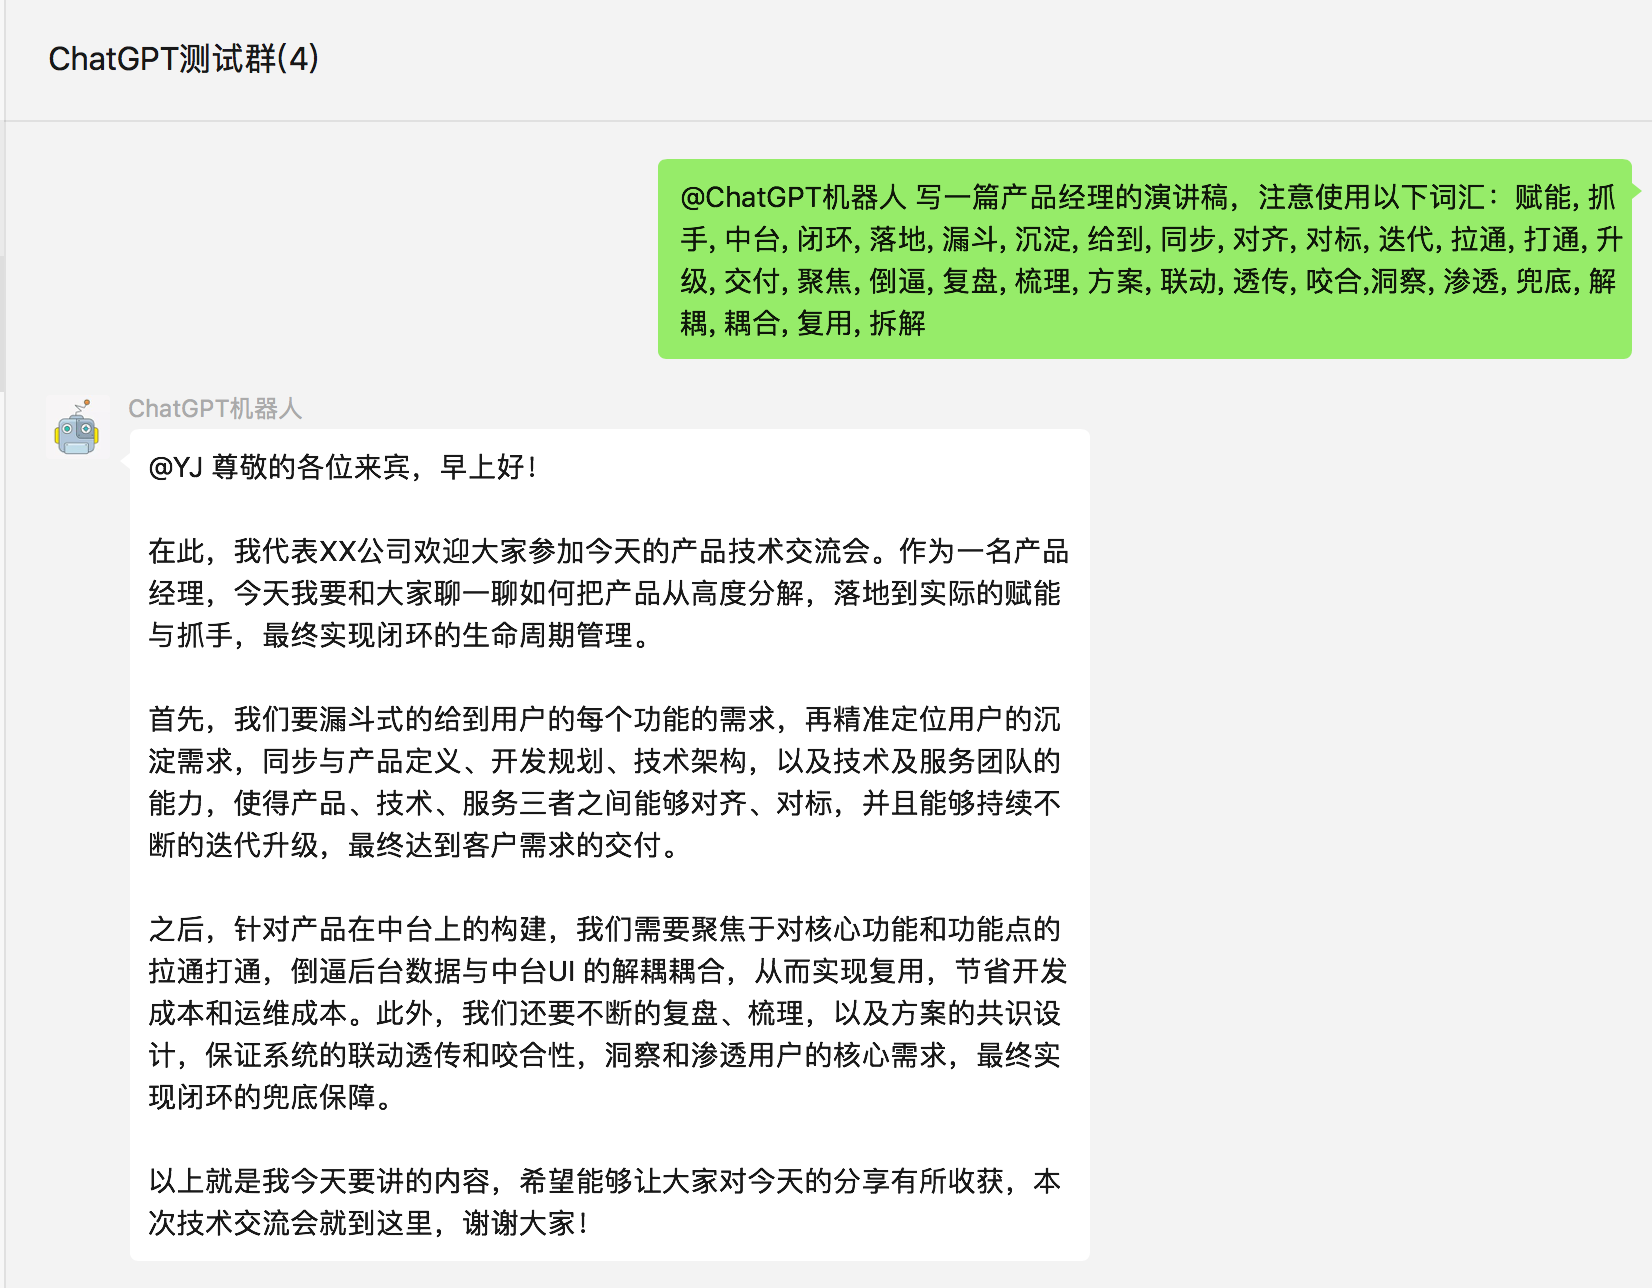 ChatGPT测试群(4)
@ChatGPT机器人 写一篇产品经理的演讲稿，注意使用以下词汇：赋能, 抓
手, 中台, 闭环, 落地, 漏斗, 沉淀, 给到, 同步, 对齐, 对标, 迭代, 拉通, 打通, 升
级, 交付, 聚焦, 倒逼, 复盘, 梳理, 方案, 联动, 透传, 咬合,洞察, 渗透, 兜底, 解
耦, 耦合, 复用, 拆解
ChatGPT机器人
@YJ 尊敬的各位来宾，早上好！
在此，我代表XX公司欢迎大家参加今天的产品技术交流会。作为一名产品
经理，今天我要和大家聊一聊如何把产品从高度分解，落地到实际的赋能
与抓手，最终实现闭环的生命周期管理。
首先，我们要漏斗式的给到用户的每个功能的需求，再精准定位用户的沉
淀需求，同步与产品定义、开发规划、技术架构，以及技术及服务团队的
能力，使得产品、技术、服务三者之间能够对齐、对标，并且能够持续不
断的迭代升级，最终达到客户需求的交付。
之后，针对产品在中台上的构建，我们需要聚焦于对核心功能和功能点的
拉通打通，倒逼后台数据与中台UI 的解耦耦合，从而实现复用，节省开发
成本和运维成本。此外，我们还要不断的复盘、梳理，以及方案的共识设
计，保证系统的联动透传和咬合性，洞察和渗透用户的核心需求，最终实
现闭环的兜底保障。
以上就是我今天要讲的内容，希望能够让大家对今天的分享有所收获，本
次技术交流会就到这里，谢谢大家！